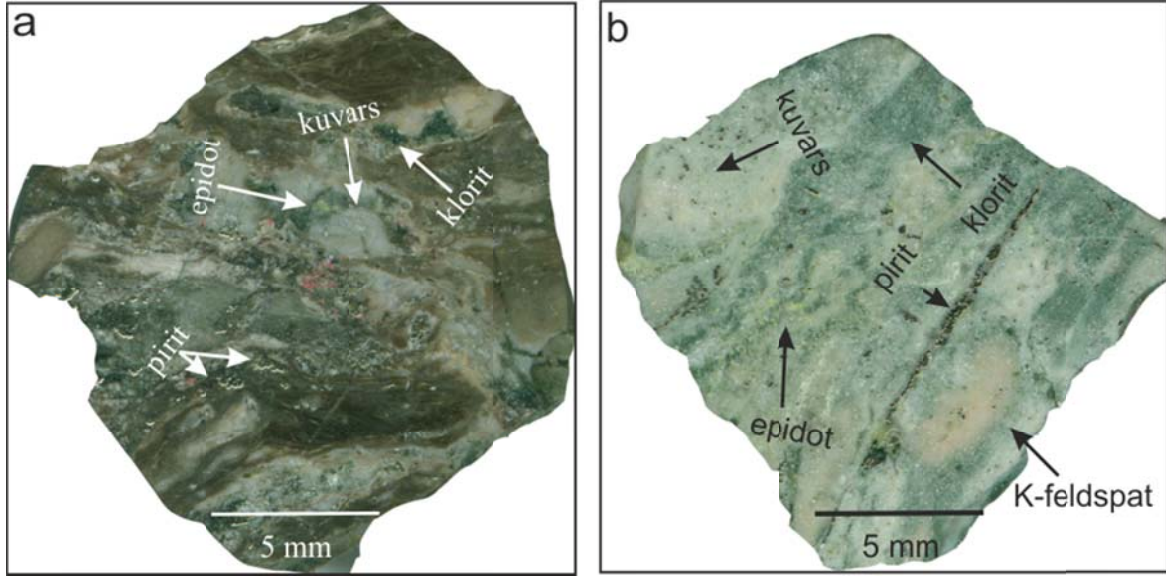 a
kuvars
epidot
klorit
pirit
5 mm
b
kuvars
klorit
pirit
epidot
K-feldspat
5 mm